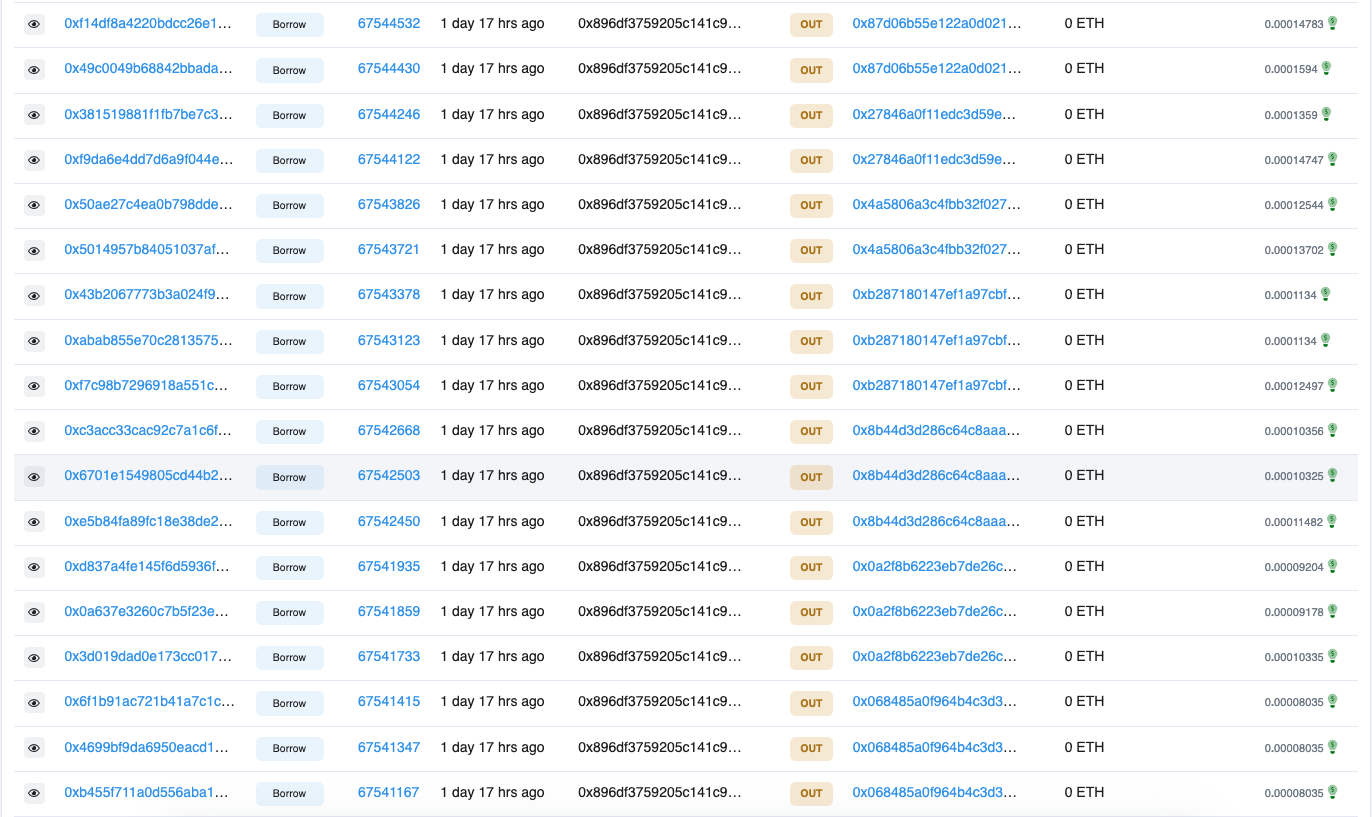 0xf14df8a4220bdcc26e1... Borrow 67544532 1 day 17 hrs ago 0x896df3759205c141c9... OUT 0x87d06b55e122a0d021... 0 ETH 0.00014783
0x49c0049b68842bbada... Borrow 67544430 1 day 17 hrs ago 0x896df3759205c141c9... OUT 0x87d06b55e122a0d021... 0 ETH 0.0001594
0x381519881f1fb7be7c3... Borrow 67544246 1 day 17 hrs ago 0x896df3759205c141c9... OUT 0x27846a0f11edc3d59e... 0 ETH 0.0001359
0xf9da6e4dd7d6a9f044e... Borrow 67544122 1 day 17 hrs ago 0x896df3759205c141c9... OUT 0x27846a0f11edc3d59e... 0 ETH 0.00014747
0x50ae27c4ea0b798dde... Borrow 67543826 1 day 17 hrs ago 0x896df3759205c141c9... OUT 0x4a5806a3c4fbb32f027... 0 ETH 0.00012544
0x5014957b84051037af... Borrow 67543721 1 day 17 hrs ago 0x896df3759205c141c9... OUT 0x4a5806a3c4fbb32f027... 0 ETH 0.00013702
0x43b2067773b3a024f9... Borrow 67543378 1 day 17 hrs ago 0x896df3759205c141c9... OUT 0xb287180147ef1a97cbf... 0 ETH 0.0001134
0xabab855e70c2813575... Borrow 67543123 1 day 17 hrs ago 0x896df3759205c141c9... OUT 0xb287180147ef1a97cbf... 0 ETH 0.0001134
0xf7c98b7296918a551c... Borrow 67543054 1 day 17 hrs ago 0x896df3759205c141c9... OUT 0xb287180147ef1a97cbf... 0 ETH 0.00012497
0xc3acc33cac92c7a1c6f... Borrow 67542668 1 day 17 hrs ago 0x896df3759205c141c9... OUT 0x8b44d3d286c64c8aaa... 0 ETH 0.00010356
0x6701e1549805cd44b2... Borrow 67542503 1 day 17 hrs ago 0x896df3759205c141c9... OUT 0x8b44d3d286c64c8aaa... 0 ETH 0.00010325
0xe5b84fa89fc18e38de2... Borrow 67542450 1 day 17 hrs ago 0x896df3759205c141c9... OUT 0x8b44d3d286c64c8aaa... 0 ETH 0.00011482
0xd837a4fe145f6d5936f... Borrow 67541935 1 day 17 hrs ago 0x896df3759205c141c9... OUT 0x0a2f8b6223eb7de26c... 0 ETH 0.00009204
0x0a637e3260c7b5f23e... Borrow 67541859 1 day 17 hrs ago 0x896df3759205c141c9... OUT 0x0a2f8b6223eb7de26c... 0 ETH 0.00009178
0x3d019dad0e173cc017... Borrow 67541733 1 day 17 hrs ago 0x896df3759205c141c9... OUT 0x0a2f8b6223eb7de26c... 0 ETH 0.00010335
0x6f1b91ac721b41a7c1c... Borrow 67541415 1 day 17 hrs ago 0x896df3759205c141c9... OUT 0x068485a0f964b4c3d3... 0 ETH 0.00008035
0x4699bf9da6950eacd1... Borrow 67541347 1 day 17 hrs ago 0x896df3759205c141c9... OUT 0x068485a0f964b4c3d3... 0 ETH 0.00008035
0xb455f711a0d556aba1... Borrow 67541167 1 day 17 hrs ago 0x896df3759205c141c9... OUT 0x068485a0f964b4c3d3... 0 ETH 0.00008035